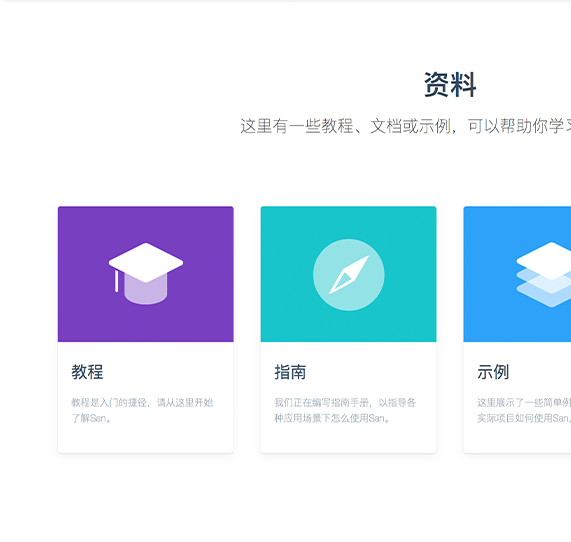 资料
这里有一些教程、文档或示例，可以帮助你学
教程
教程是入门的捷径，请从这里开始
了解San。
指南
我们正在编写指南手册，以指导各
种应用场景下怎么使用San。
示例
这里展示了一些简单例
实际项目如何使用San。